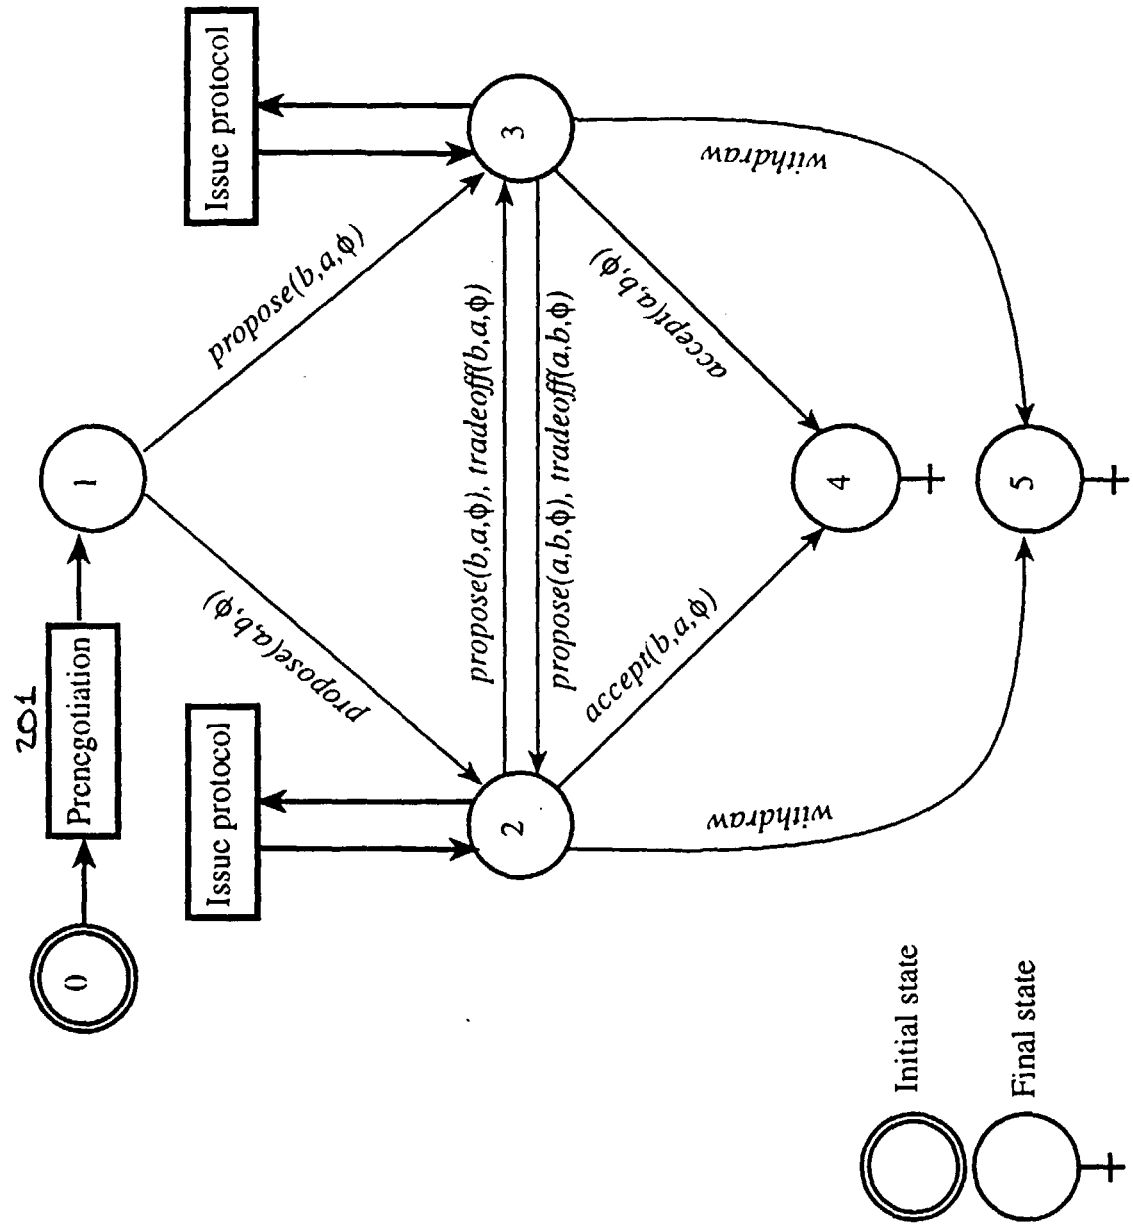 201
0
Prenegotiation
1
Issue protocol
Issue protocol
propose(a,b,ϕ)
propose(b,a,ϕ)
2
3
propose(b,a,ϕ), tradeoff(b,a,ϕ)
propose(a,b,ϕ), tradeoff(a,b,ϕ)
accept(b,a,ϕ)
accept(a,b,ϕ)
withdraw
withdraw
4
5
Initial state
Final state